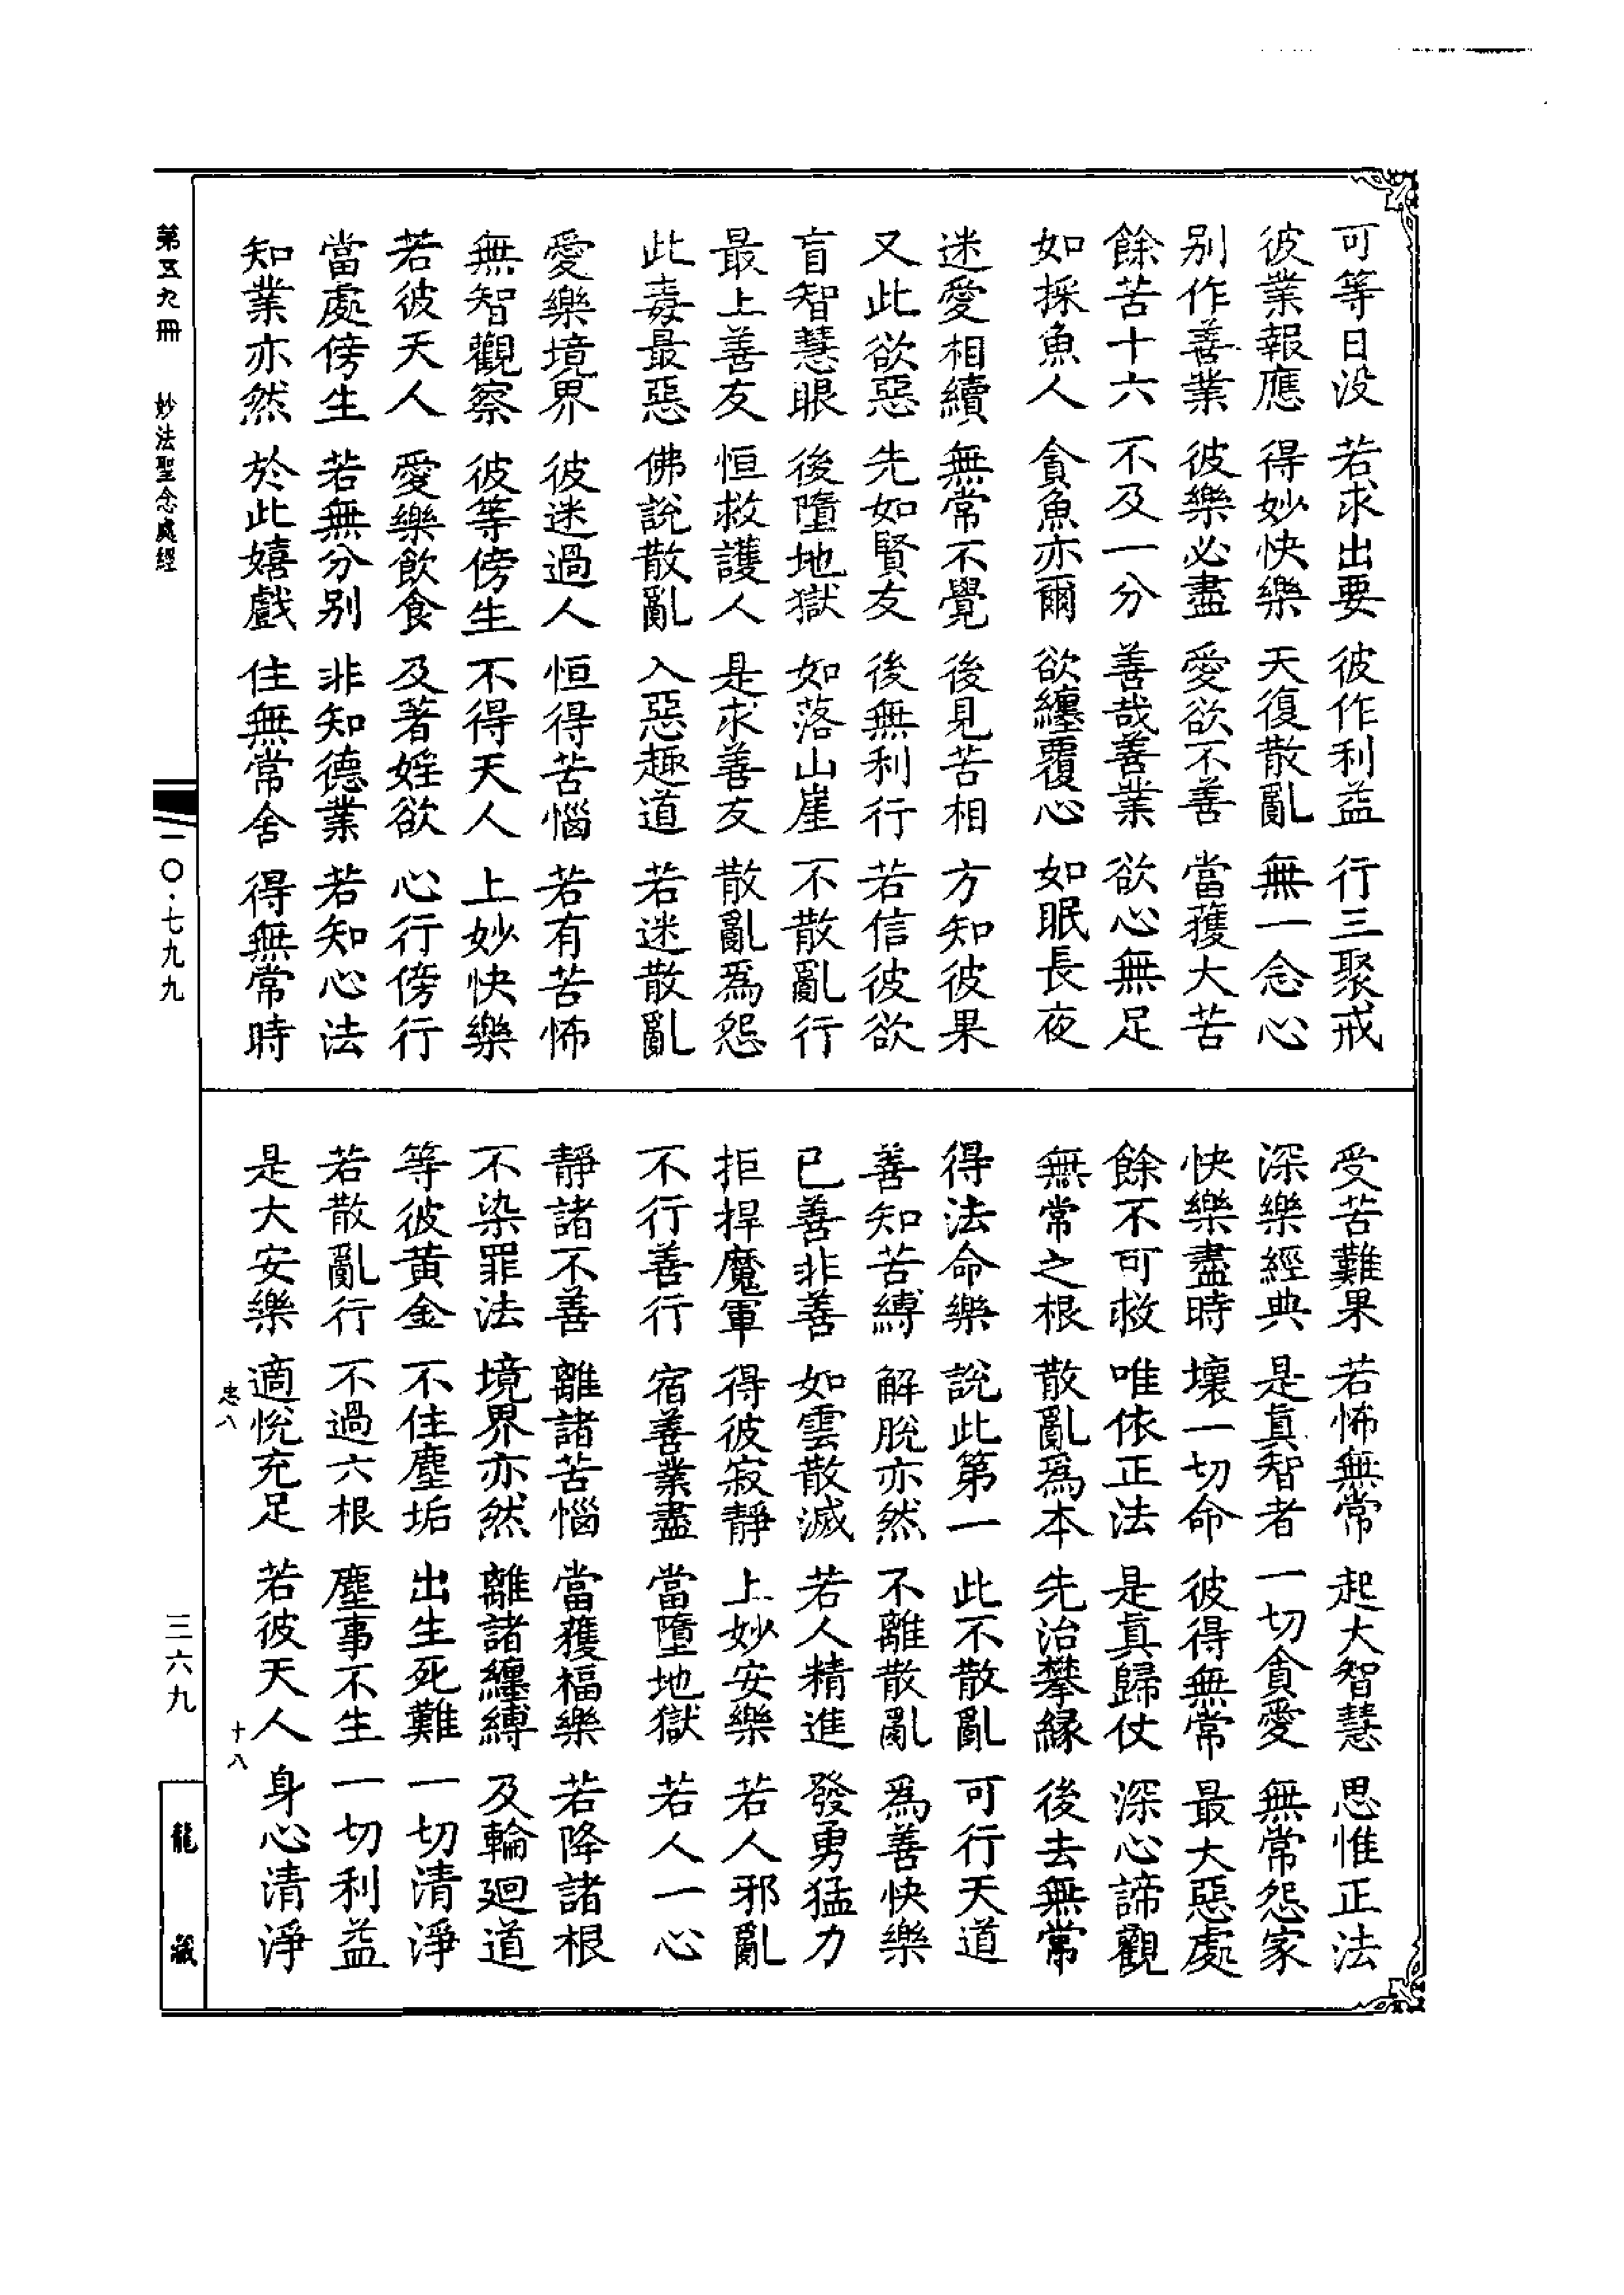 可等日没　若求出要　彼作利益　行三聚戒
彼業報應　得妙快樂　天復散亂　無一念心
别作善業　彼樂必盡　愛欲不善　當獲大苦
餘苦十六　不及一分　善哉善業　欲心無足
如採魚人　貪魚亦爾　欲纏覆心　如眠長夜
迷愛相續　無常不覺　後見苦相　方知彼果
又此欲惡　先如賢友　後無利行　若信彼欲
盲智慧眼　後墮地獄　如落山崖　不散亂行
最上善友　恒救護人　是求善友　散亂爲怨
此毒最惡　佛說散亂　入惡趣道　若迷散亂
愛樂境界　彼迷過人　恒得苦惱　若有苦怖
無智觀察　彼等傍生　不得天人　上妙快樂
若彼天人　愛樂飲食　及著婬欲　心行傍行
當處傍生　若無分别　非知德業　若知心法
知業亦然　於此嬉戲　住無常舍　得無常時
受苦難果　若怖無常　起大智慧　思惟正法
深樂經典　是真智者　一切貪愛　無常怨家
快樂盡時　壞一切命　彼得無常　最大惡處
餘不可救　唯依正法　是真歸仗　深心諦觀
無常之根　散亂爲本　先治攀緣　後去無常
得法命樂　說此第一　此不散亂　可行天道
善知苦縛　解脫亦然　不離散亂　爲善快樂
已善非善　如雲散滅　若人精進　發勇猛力
拒捍魔軍　得彼寂靜　上妙安樂　若人邪亂
不行善行　宿善業盡　當墮地獄　若人一心
靜諸不善　離諸苦惱　當獲福樂　若降諸根
不染罪法　境界亦然　離諸纏縛　及輪迴道
等彼黄金　不住塵垢　出生死難　一切清淨
若散亂行　不過六根　塵事不生　一切利益
是大安樂　適悅充足　若彼天人　身心清淨
忠八　十八
第五九冊　妙法聖念處經
一〇·七九九
三六九
龍藏